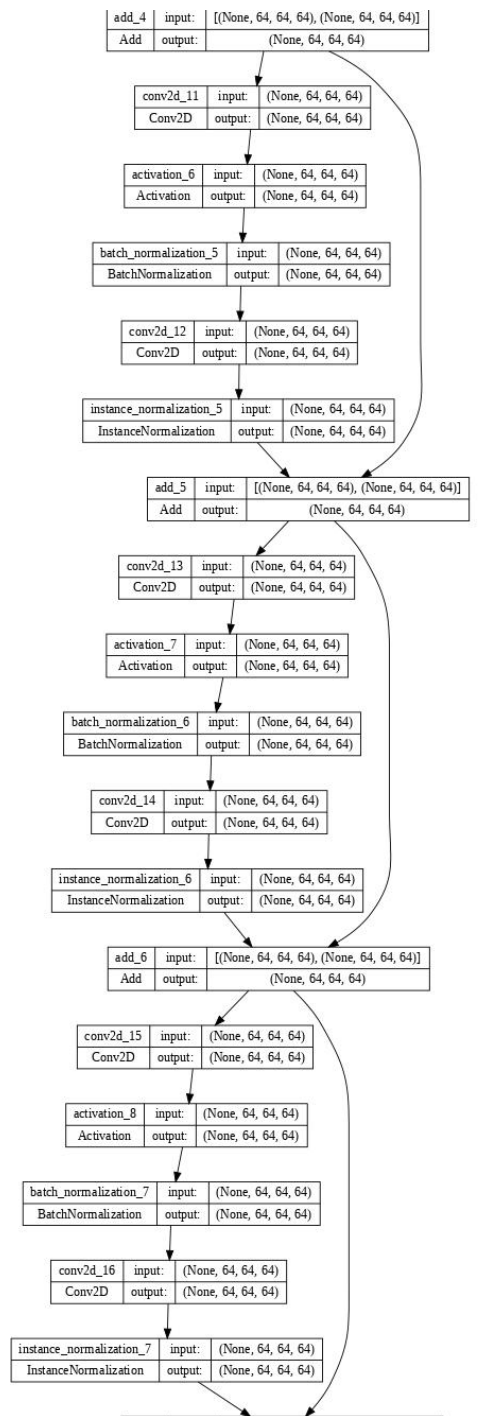 add_4 input: [(None, 64, 64, 64), (None, 64, 64, 64)]
Add output: (None, 64, 64, 64)
conv2d_11 input: (None, 64, 64, 64)
Conv2D output: (None, 64, 64, 64)
activation_6 input: (None, 64, 64, 64)
Activation output: (None, 64, 64, 64)
batch_normalization_5 input: (None, 64, 64, 64)
BatchNormalization output: (None, 64, 64, 64)
conv2d_12 input: (None, 64, 64, 64)
Conv2D output: (None, 64, 64, 64)
instance_normalization_5 input: (None, 64, 64, 64)
InstanceNormalization output: (None, 64, 64, 64)
add_5 input: [(None, 64, 64, 64), (None, 64, 64, 64)]
Add output: (None, 64, 64, 64)
conv2d_13 input: (None, 64, 64, 64)
Conv2D output: (None, 64, 64, 64)
activation_7 input: (None, 64, 64, 64)
Activation output: (None, 64, 64, 64)
batch_normalization_6 input: (None, 64, 64, 64)
BatchNormalization output: (None, 64, 64, 64)
conv2d_14 input: (None, 64, 64, 64)
Conv2D output: (None, 64, 64, 64)
instance_normalization_6 input: (None, 64, 64, 64)
InstanceNormalization output: (None, 64, 64, 64)
add_6 input: [(None, 64, 64, 64), (None, 64, 64, 64)]
Add output: (None, 64, 64, 64)
conv2d_15 input: (None, 64, 64, 64)
Conv2D output: (None, 64, 64, 64)
activation_8 input: (None, 64, 64, 64)
Activation output: (None, 64, 64, 64)
batch_normalization_7 input: (None, 64, 64, 64)
BatchNormalization output: (None, 64, 64, 64)
conv2d_16 input: (None, 64, 64, 64)
Conv2D output: (None, 64, 64, 64)
instance_normalization_7 input: (None, 64, 64, 64)
InstanceNormalization output: (None, 64, 64, 64)